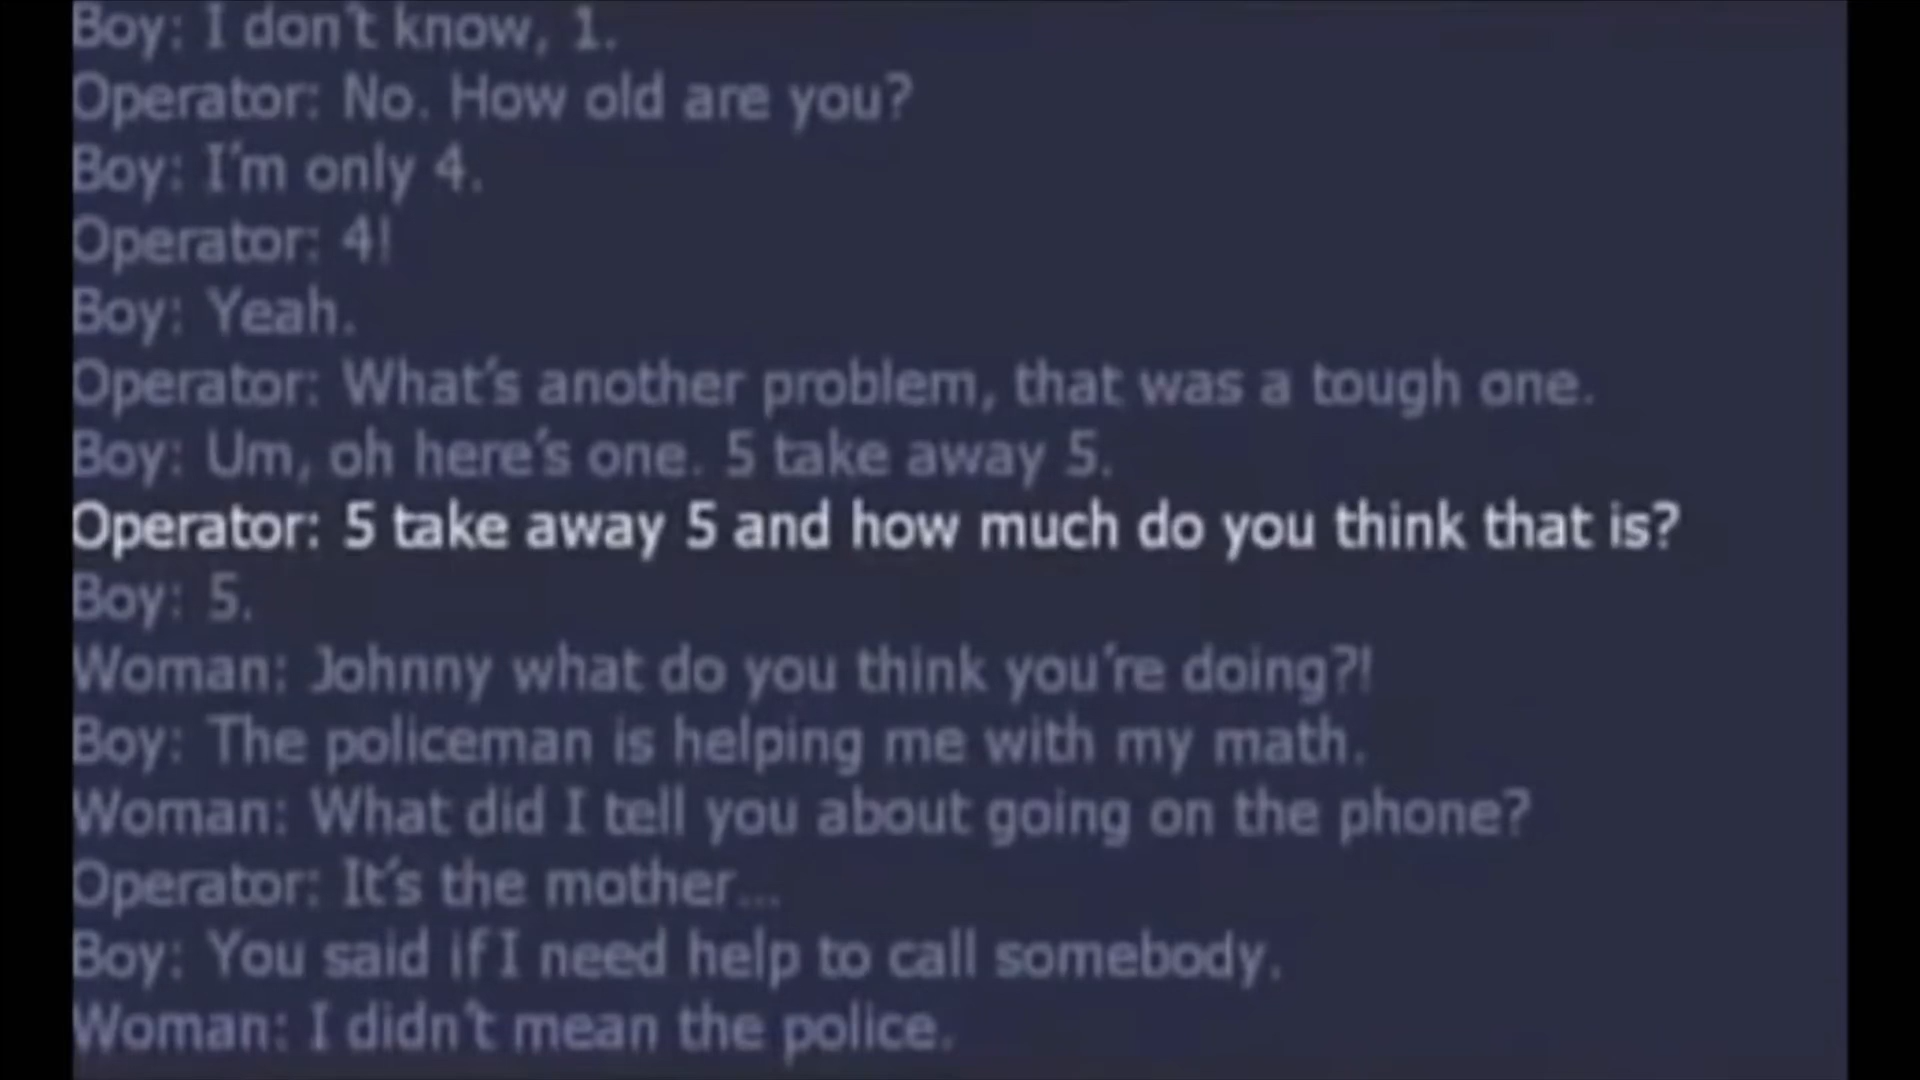 Boy: I don't know, 1.
Operator: No. How old are you?
Boy: I'm only 4.
Operator: 4!
Boy: Yeah.
Operator: What's another problem, that was a tough one.
Boy: Um, oh here's one. 5 take away 5.
Operator: 5 take away 5 and how much do you think that is?
Boy: 5.
Woman: Johnny what do you think you're doing?!
Boy: The policeman is helping me with my math.
Woman: What did I tell you about going on the phone?
Operator: It's the mother...
Boy: You said if I need help to call somebody.
Woman: I didn't mean the police.